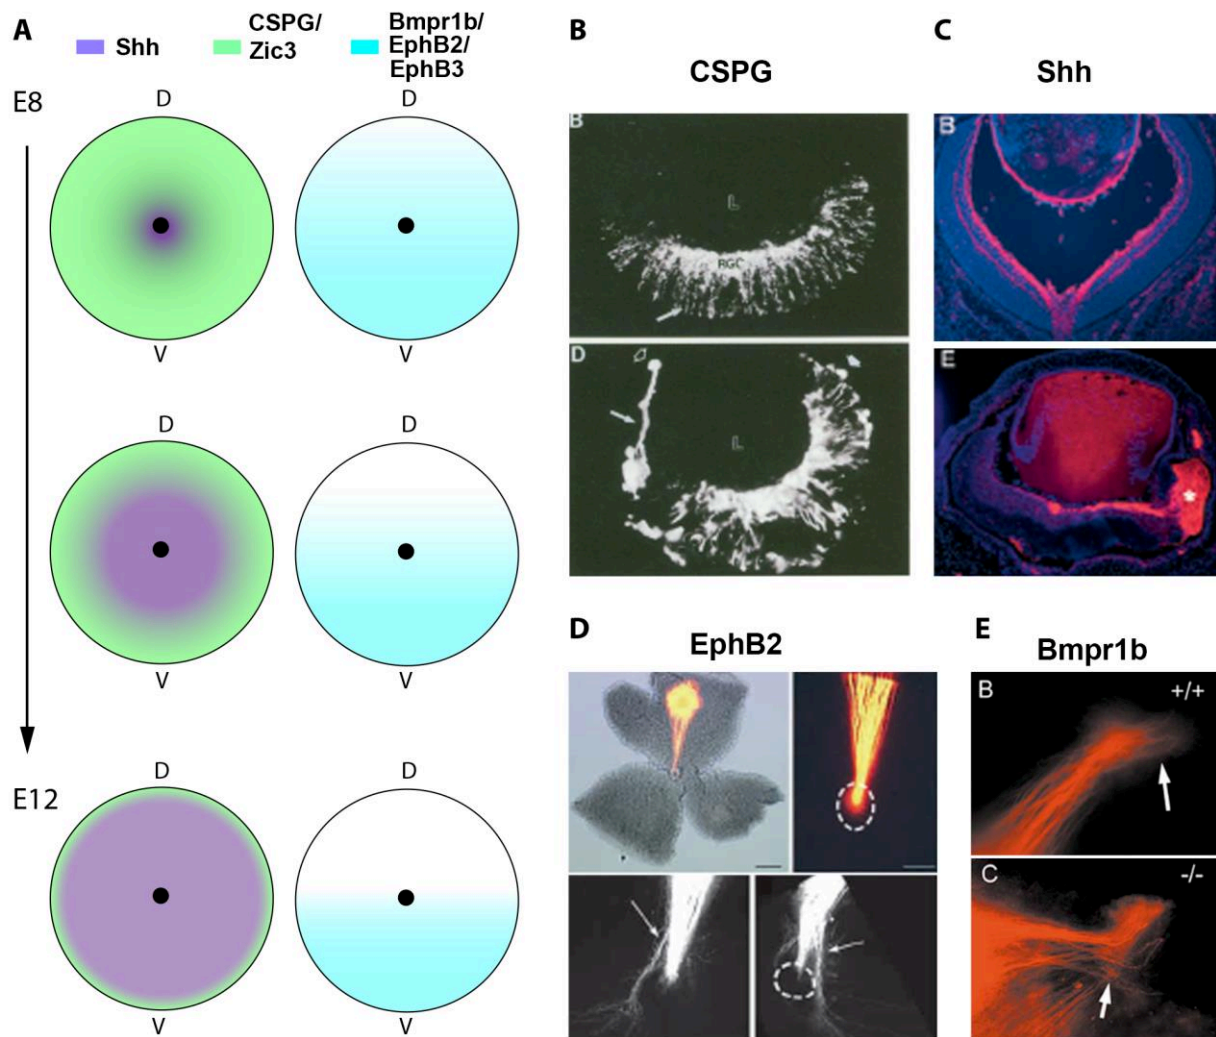 A
Shh
CSPG/
Zic3
Bmpr1b/
EphB2/
EphB3
E8
D
D
V
V
D
D
V
V
E12
D
D
V
V
B
CSPG
B
L
RGC
D
L
C
Shh
B
E
*
D
EphB2
E
Bmpr1b
B
+/+
C
-/-